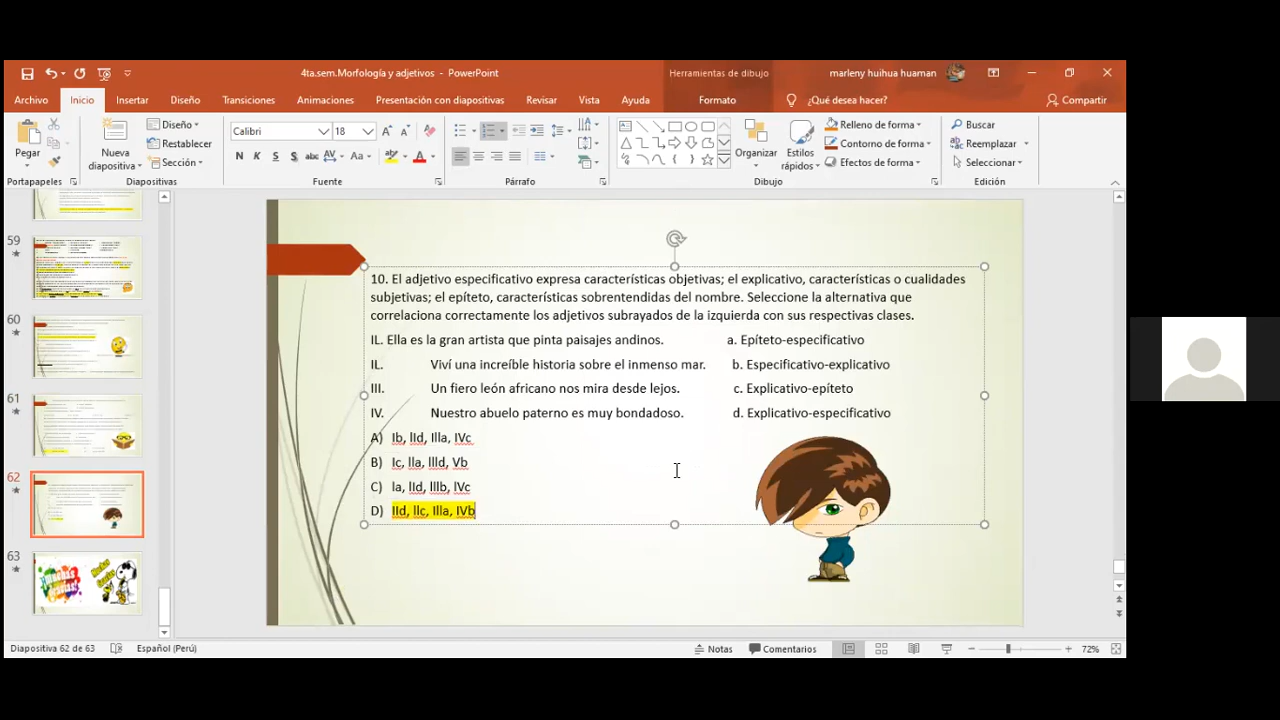 4ta.sem.Morfología y adjetivos - PowerPoint
Herramientas de dibujo
marleny huihua huaman
Archivo Inicio Insertar Diseño Transiciones Animaciones Presentación con diapositivas Revisar Vista Ayuda Formato ¿Qué desea hacer? Compartir
Pegar
Nueva diapositiva
Diseño
Restablecer
Sección
Calibri 18
N K S S abc AV Aa A
Organizar
Estilos rápidos
Relleno de forma
Contorno de forma
Efectos de forma
Buscar
Reemplazar
Seleccionar
Portapapeles Diapositivas Fuente Párrafo Dibujo Edición
59
60
61
62
63
10. El adjetivo especificativo expresa características objetivas; el explicativo, características o cualidades
subjetivas; el epíteto, características sobrentendidas del nombre. Seleccione la alternativa que
correlaciona correctamente los adjetivos subrayados de la izquierda con sus respectivas clases.
IL. Ella es la gran artista que pinta paisajes andinos. a. Epíteto-especificativo
II. Viví una increíble historia sobre el inmenso mar. b. Especificativo-explicativo
III. Un fiero león africano nos mira desde lejos. c. Explicativo-epíteto
IV. Nuestro abuelo paterno es muy bondadoso. d. Explicativo-especificativo
A) Ib, IId, IIIa, IVc
B) Ic, lla, IIId, Vb
C) Ia, IId, IIIb, IVc
D) IId, llc, IIIa, IVb
Diapositiva 62 de 63 Español (Perú) Notas Comentarios 72%